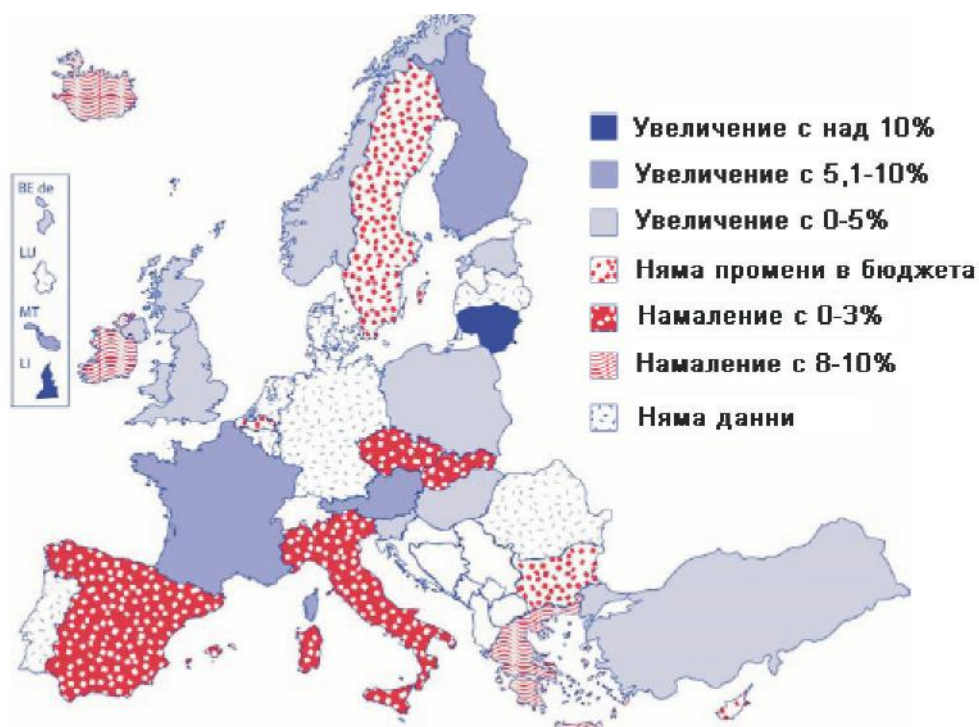 BE de
LU
MT
LI
Увеличение с над 10%
Увеличение с 5,1-10%
Увеличение с 0-5%
Няма промени в бюджета
Намаление с 0-3%
Намаление с 8-10%
Няма данни